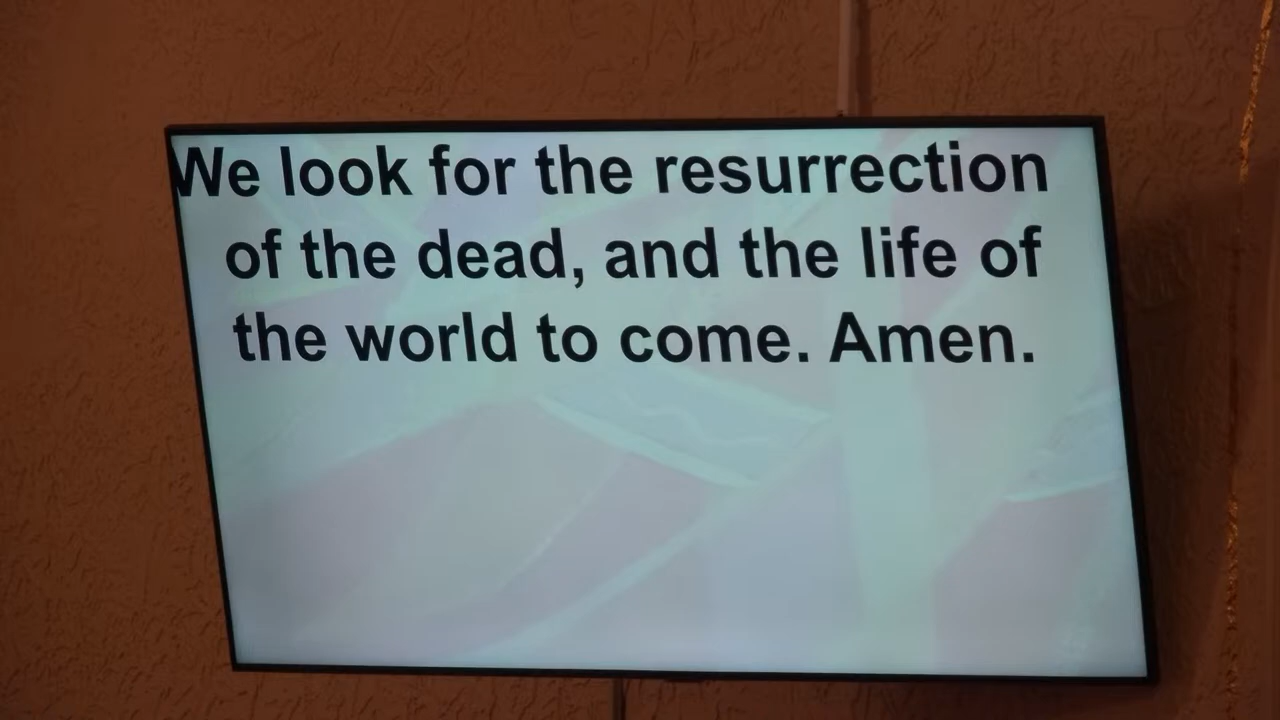 We look for the resurrection
of the dead, and the life of
the world to come. Amen.